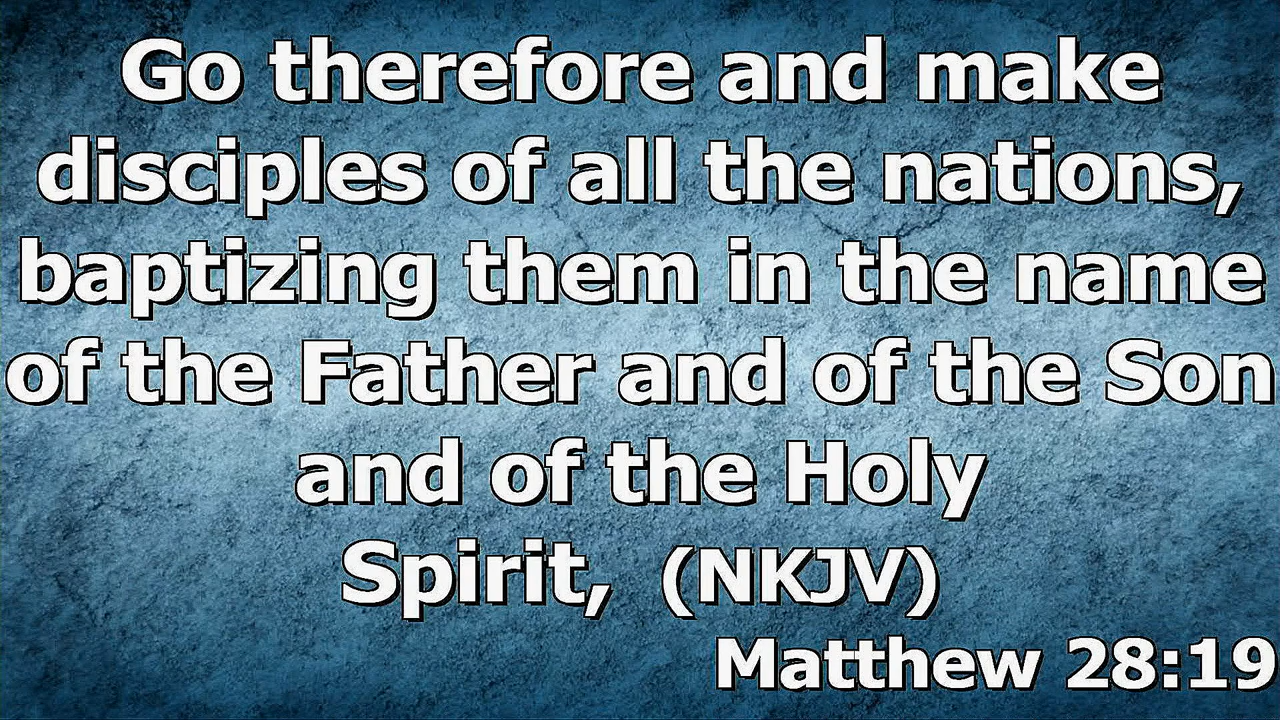 Go therefore and make
disciples of all the nations,
baptizing them in the name
of the Father and of the Son
and of the Holy
Spirit, (NKJV)
Matthew 28:19